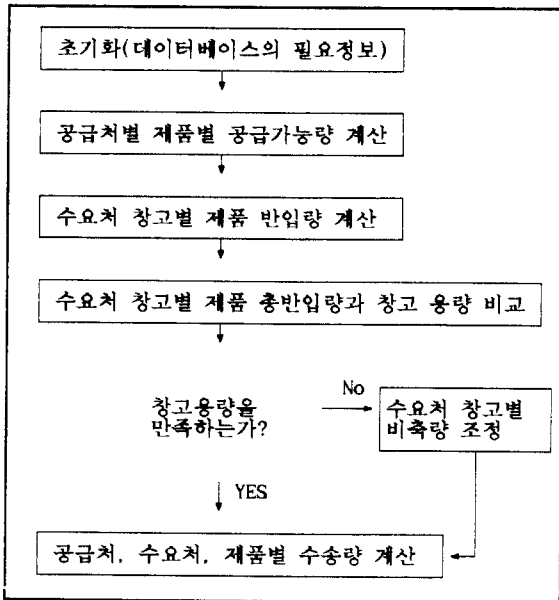 초기화(데이터베이스의 필요정보)
공급처별 제품별 공급가능량 계산
수요처 창고별 제품 반입량 계산
수요처 창고별 제품 총반입량과 창고 용량 비교
창고용량을
만족하는가?
No
수요처 창고별
비축량 조정
YES
공급처, 수요처, 제품별 수송량 계산